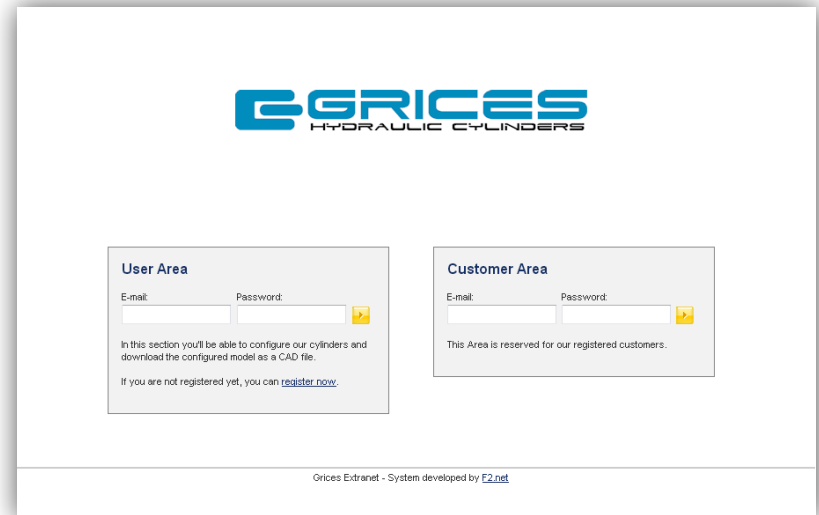 GRICES
HYDRAULIC CYLINDERS
User Area
E-mail:
Password:
In this section you'll be able to configure our cylinders and
download the configured model as a CAD file.
If you are not registered yet, you can register now.
Customer Area
E-mail:
Password:
This Area is reserved for our registered customers.
Grices Extranet - System developed by F2.net